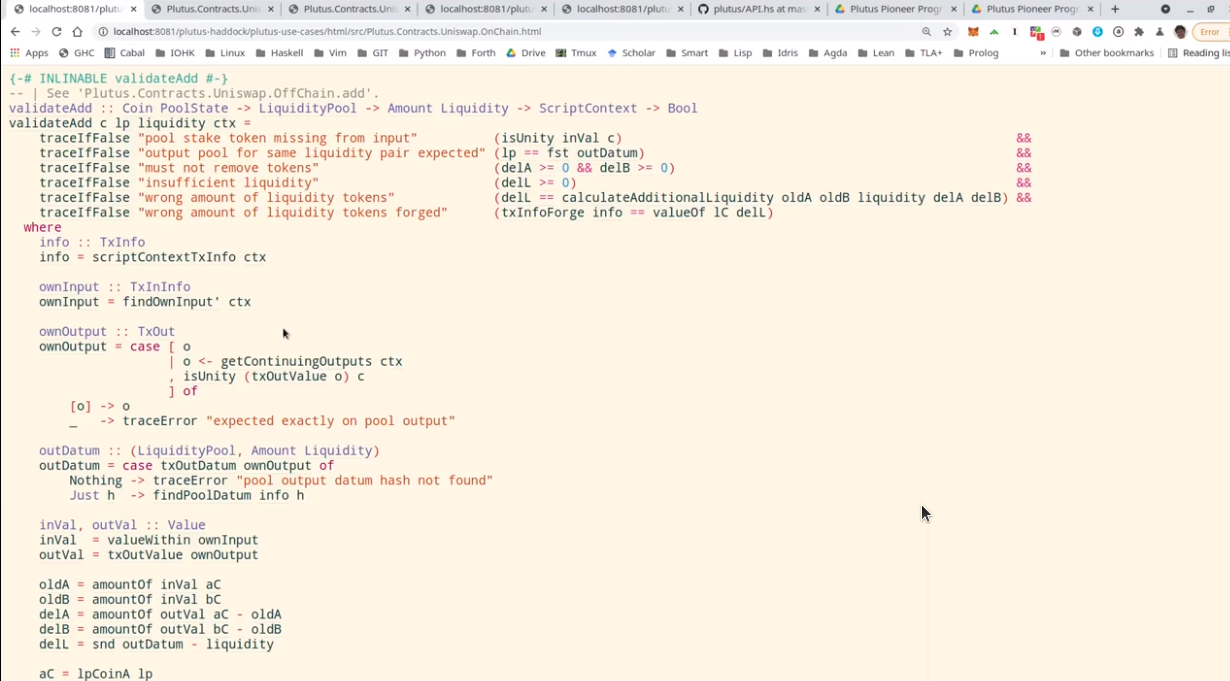 localhost:8081/plutu
Plutus.Contracts.Unis
Plutus.Contracts.Unis
localhost:8081/plutu
localhost:8081/plutu
plutus/API.hs at mas
Plutus Pioneer Progr
Plutus Pioneer Progr
localhost:8081/plutus-haddock/plutus-use-cases/html/src/Plutus.Contracts.Uniswap.OnChain.html
Error
Apps GHC Cabal IOHK Linux Haskell Vim GIT Python Forth Drive Tmux Scholar Smart Lisp Idris Agda Lean TLA+ Prolog » Other bookmarks Reading lis
{-# INLINABLE validateAdd #-}
-- | See 'Plutus.Contracts.Uniswap.OffChain.add'.
validateAdd :: Coin PoolState -> LiquidityPool -> Amount Liquidity -> ScriptContext -> Bool
validateAdd c lp liquidity ctx =
    traceIfFalse "pool stake token missing from input"          (isUnity inVal c)                                                    &&
    traceIfFalse "output pool for same liquidity pair expected" (lp == fst outDatum)                                                 &&
    traceIfFalse "must not remove tokens"                       (delA >= 0 && delB >= 0)                                             &&
    traceIfFalse "insufficient liquidity"                       (delL >= 0)                                                          &&
    traceIfFalse "wrong amount of liquidity tokens"             (delL == calculateAdditionalLiquidity oldA oldB liquidity delA delB) &&
    traceIfFalse "wrong amount of liquidity tokens forged"      (txInfoForge info == valueOf lC delL)
  where
    info :: TxInfo
    info = scriptContextTxInfo ctx
    ownInput :: TxInInfo
    ownInput = findOwnInput' ctx
    ownOutput :: TxOut
    ownOutput = case [ o
                     | o <- getContinuingOutputs ctx
                     , isUnity (txOutValue o) c
                     ] of
        [o] -> o
        _   -> traceError "expected exactly on pool output"
    outDatum :: (LiquidityPool, Amount Liquidity)
    outDatum = case txOutDatum ownOutput of
        Nothing -> traceError "pool output datum hash not found"
        Just h  -> findPoolDatum info h
    inVal, outVal :: Value
    inVal  = valueWithin ownInput
    outVal = txOutValue ownOutput
    oldA = amountOf inVal aC
    oldB = amountOf inVal bC
    delA = amountOf outVal aC - oldA
    delB = amountOf outVal bC - oldB
    delL = snd outDatum - liquidity
    aC = lpCoinA lp